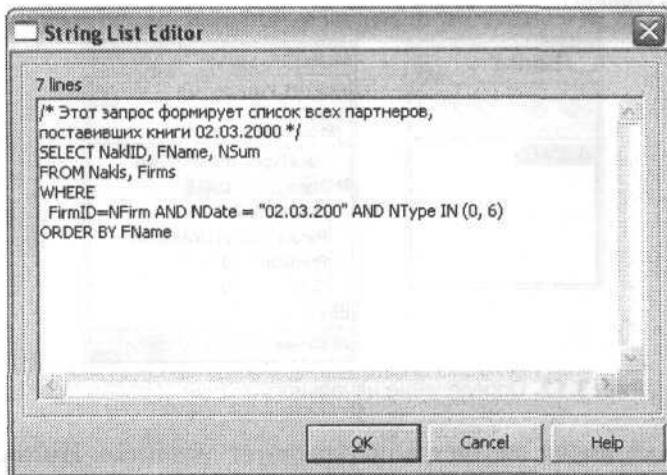 String List Editor
7 lines
/* Этот запрос формирует список всех партнеров,
поставивших книги 02.03.2000 */
SELECT NaklID, FName, NSum
FROM Nakls, Firms
WHERE
FirmID=NFirm AND NDate = "02.03.200" AND NType IN (0, 6)
ORDER BY FName
OK Cancel Help